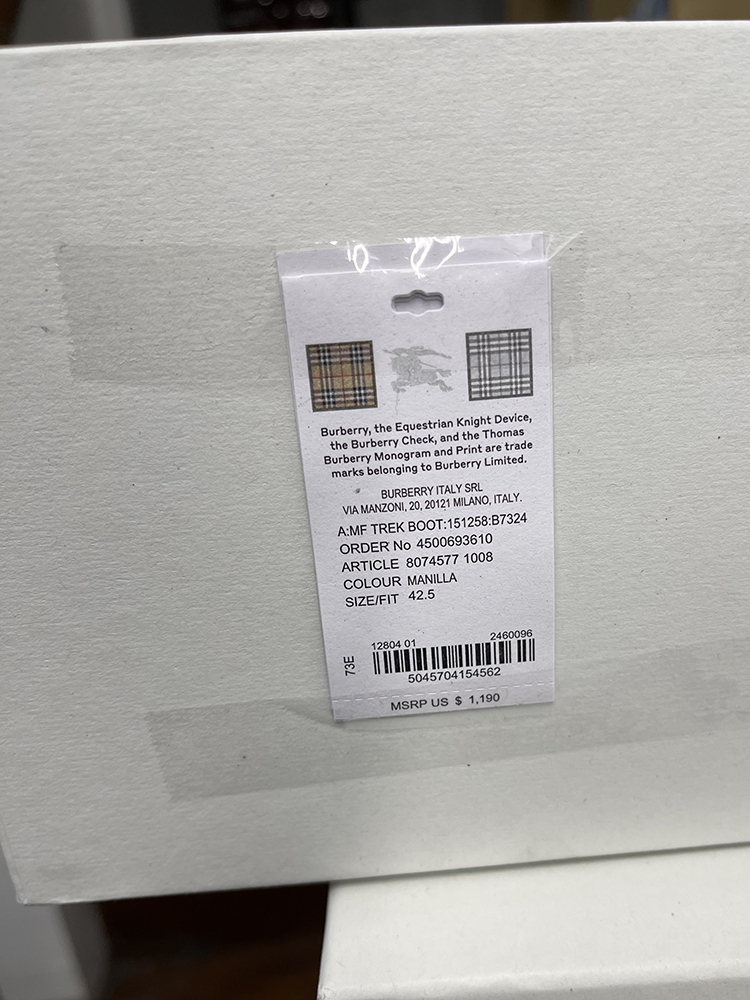 Burberry, the Equestrian Knight Device,
the Burberry Check, and the Thomas
Burberry Monogram and Print are trade
marks belonging to Burberry Limited.
BURBERRY ITALY SRL
VIA MANZONI, 20, 20121 MILANO, ITALY.
A:MF TREK BOOT:151258:B7324
ORDER No 4500693610
ARTICLE 8074577 1008
COLOUR MANILLA
SIZE/FIT 42.5
73E
12804 01 2460096
5045704154562
MSRP US $ 1,190